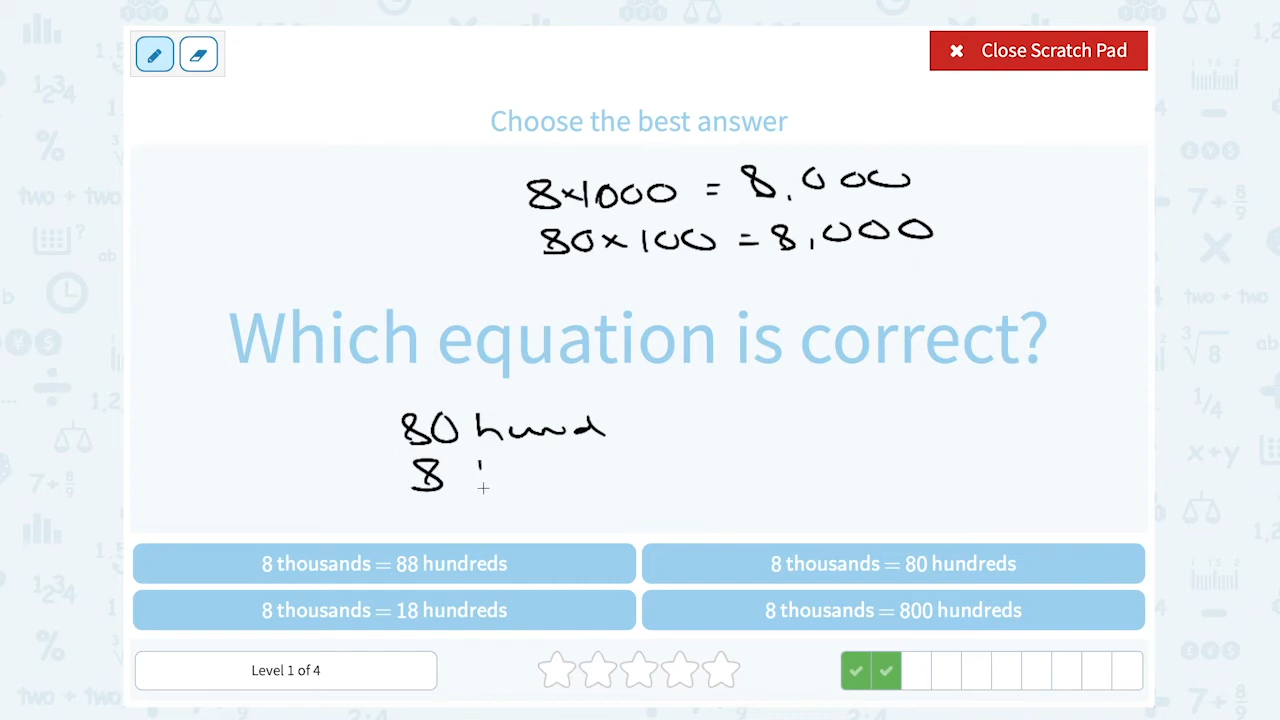 Close Scratch Pad
Choose the best answer
8×1000 = 8,000
80×100 = 8,000
Which equation is correct?
80 hund
8
8 thousands = 88 hundreds
8 thousands = 80 hundreds
8 thousands = 18 hundreds
8 thousands = 800 hundreds
Level 1 of 4